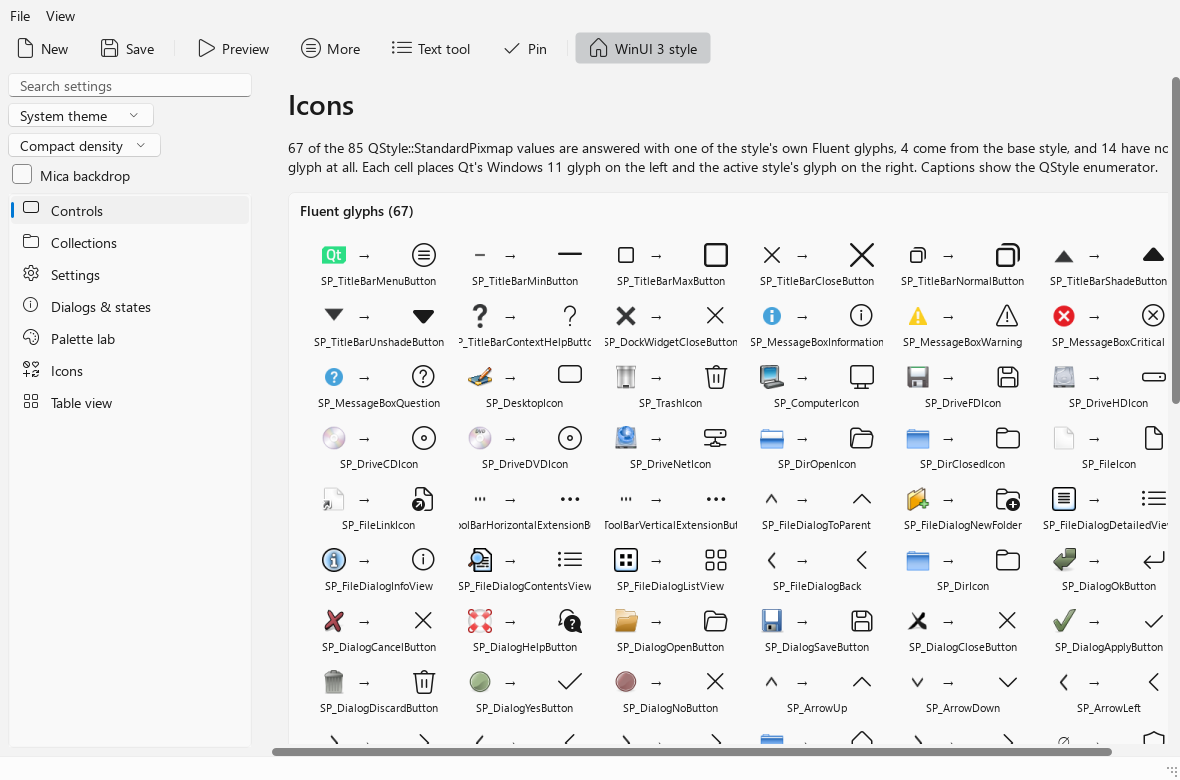 File View
New Save Preview More Text tool Pin WinUI 3 style
Search settings
System theme
Compact density
Mica backdrop
Controls
Collections
Settings
Dialogs & states
Palette lab
Icons
Table view
Icons
67 of the 85 QStyle::StandardPixmap values are answered with one of the style's own Fluent glyphs, 4 come from the base style, and 14 have nc
glyph at all. Each cell places Qt's Windows 11 glyph on the left and the active style's glyph on the right. Captions show the QStyle enumerator.
Fluent glyphs (67)
Qt → → → → → →
SP_TitleBarMenuButton SP_TitleBarMinButton SP_TitleBarMaxButton SP_TitleBarCloseButton SP_TitleBarNormalButton SP_TitleBarShadeButton
→ → → → → →
SP_TitleBarUnshadeButton P_TitleBarContextHelpButtc SP_DockWidgetCloseButton SP_MessageBoxInformation SP_MessageBoxWarning SP_MessageBoxCritical
→ → → → → →
SP_MessageBoxQuestion SP_DesktopIcon SP_TrashIcon SP_ComputerIcon SP_DriveFDIcon SP_DriveHDIcon
→ → → → → →
SP_DriveCDIcon SP_DriveDVDIcon SP_DriveNetIcon SP_DirOpenIcon SP_DirClosedIcon SP_FileIcon
→ → → → → →
SP_FileLinkIcon oolBarHorizontalExtensionB ToolBarVerticalExtensionBut SP_FileDialogToParent SP_FileDialogNewFolder SP_FileDialogDetailedView
→ → → → → →
SP_FileDialogInfoView SP_FileDialogContentsView SP_FileDialogListView SP_FileDialogBack SP_DirIcon SP_DialogOkButton
→ → → → → →
SP_DialogCancelButton SP_DialogHelpButton SP_DialogOpenButton SP_DialogSaveButton SP_DialogCloseButton SP_DialogApplyButton
→ → → → → →
SP_DialogDiscardButton SP_DialogYesButton SP_DialogNoButton SP_ArrowUp SP_ArrowDown SP_ArrowLeft